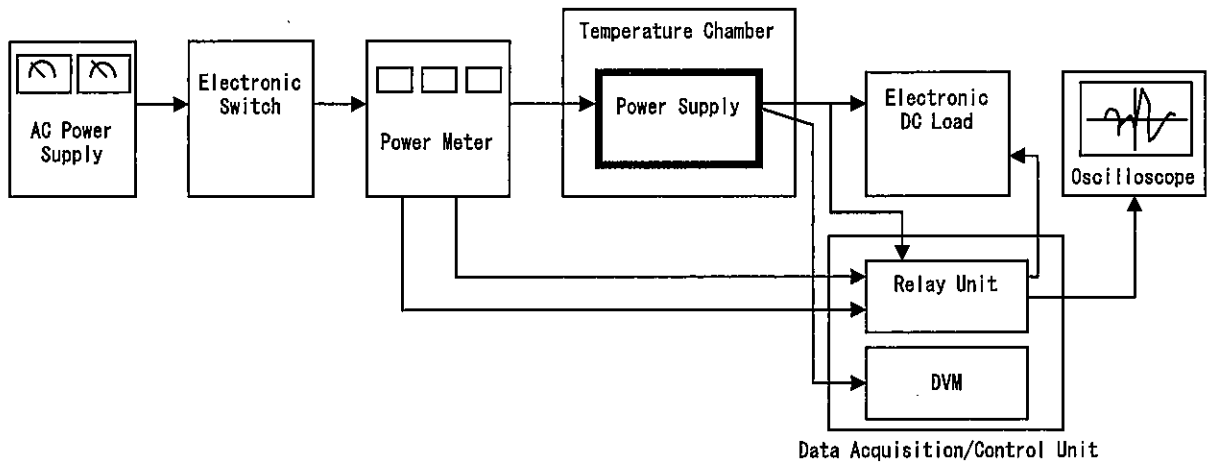 Temperature Chamber
Electronic
Switch
Power Supply
Electronic
DC Load
AC Power
Supply
Power Meter
Oscilloscope
Relay Unit
DVM
Data Acquisition/Control Unit